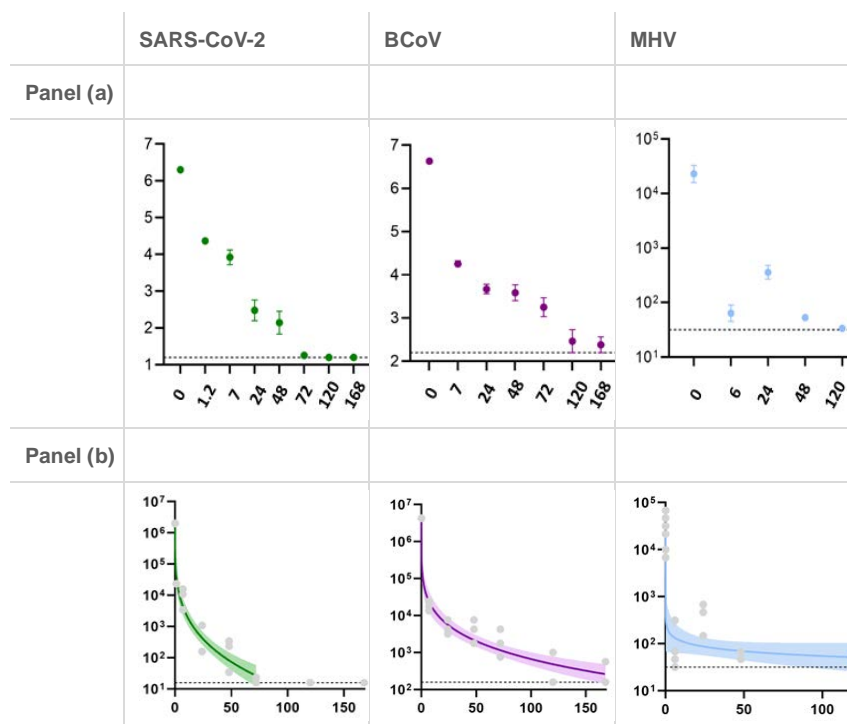 SARS-CoV-2 BCoV MHV
Panel (a)
7 6 5 4 3 2 1
0 1.2 7 24 48 72 120 168
7 6 5 4 3 2
0 7 24 48 72 120 168
10⁵ 10⁴ 10³ 10² 10¹
0 6 24 48 120
Panel (b)
10⁷ 10⁶ 10⁵ 10⁴ 10³ 10² 10¹
0 50 100 150
10⁷ 10⁶ 10⁵ 10⁴ 10³ 10²
0 50 100 150
10⁵ 10⁴ 10³ 10² 10¹
0 50 100